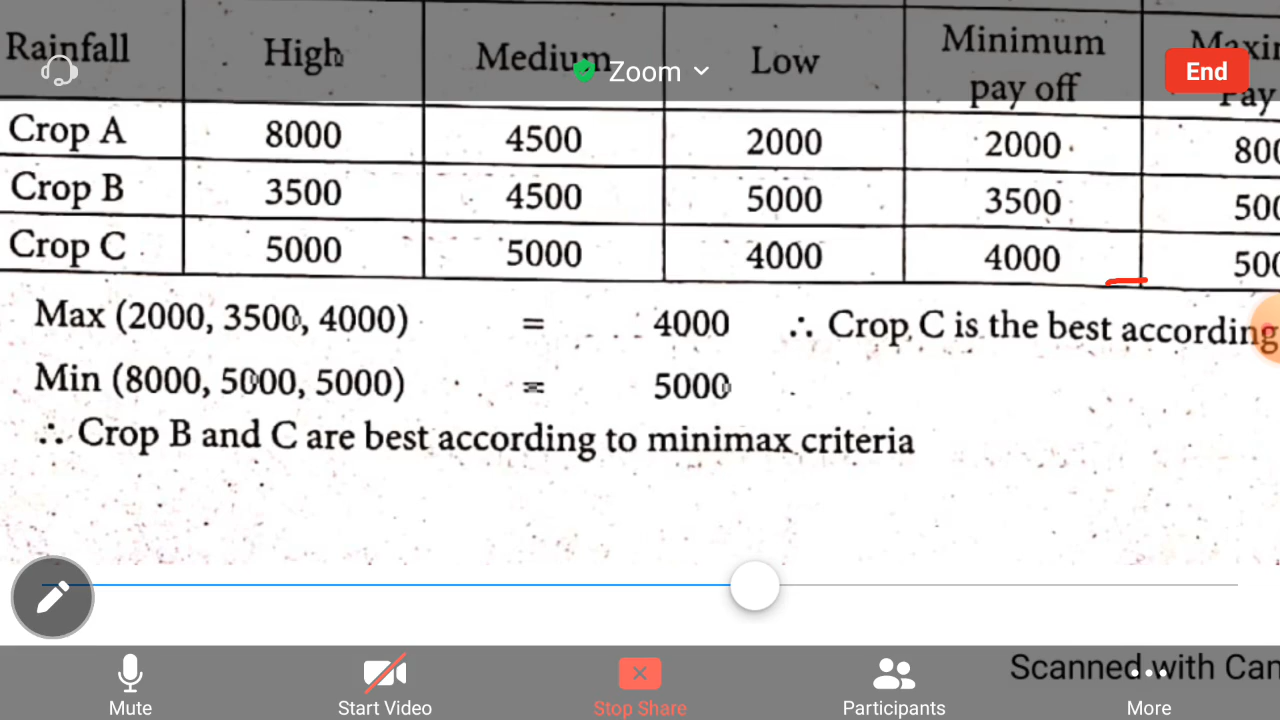 Rainfall High Medium Low Minimum pay off
Zoom
End
Crop A 8000 4500 2000 2000
Crop B 3500 4500 5000 3500
Crop C 5000 5000 4000 4000
Max (2000, 3500, 4000) = 4000 ∴ Crop C is the best according
Min (8000, 5000, 5000) = 5000
∴ Crop B and C are best according to minimax criteria
Scanned with
Mute Start Video Stop Share Participants More